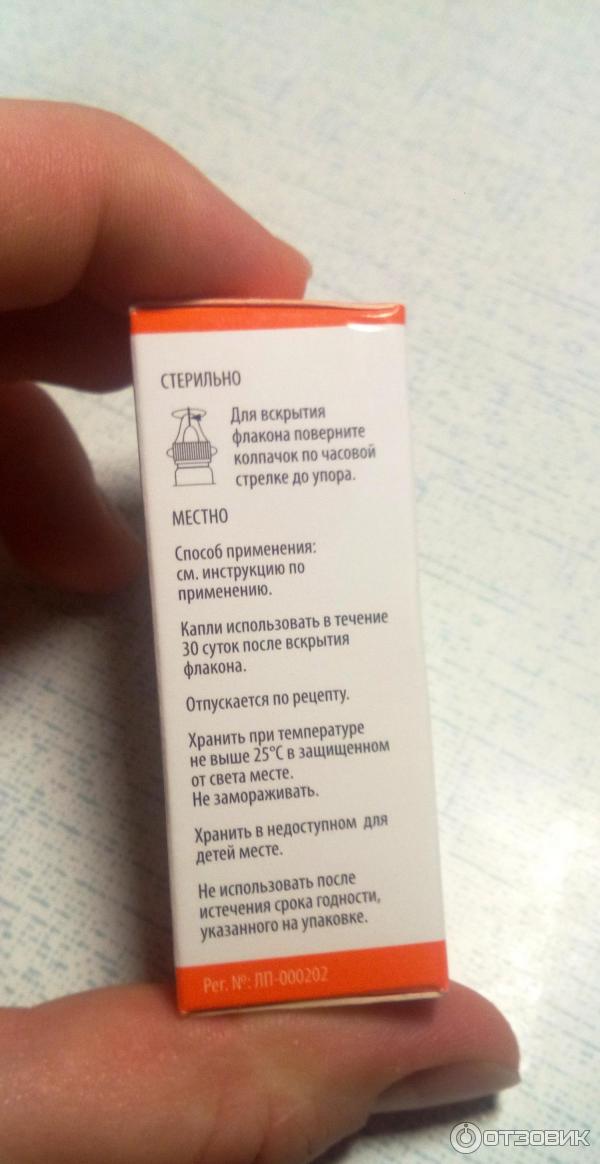 СТЕРИЛЬНО
Для вскрытия
флакона поверните
колпачок по часовой
стрелке до упора.
МЕСТНО
Способ применения:
см. инструкцию по
применению.
Капли использовать в течение
30 суток после вскрытия
флакона.
Отпускается по рецепту.
Хранить при температуре
не выше 25°С в защищенном
от света месте.
Не замораживать.
Хранить в недоступном для
детей месте.
Не использовать после
истечения срока годности,
указанного на упаковке.
Рег. №: ЛП-000202
ОТЗОВИК